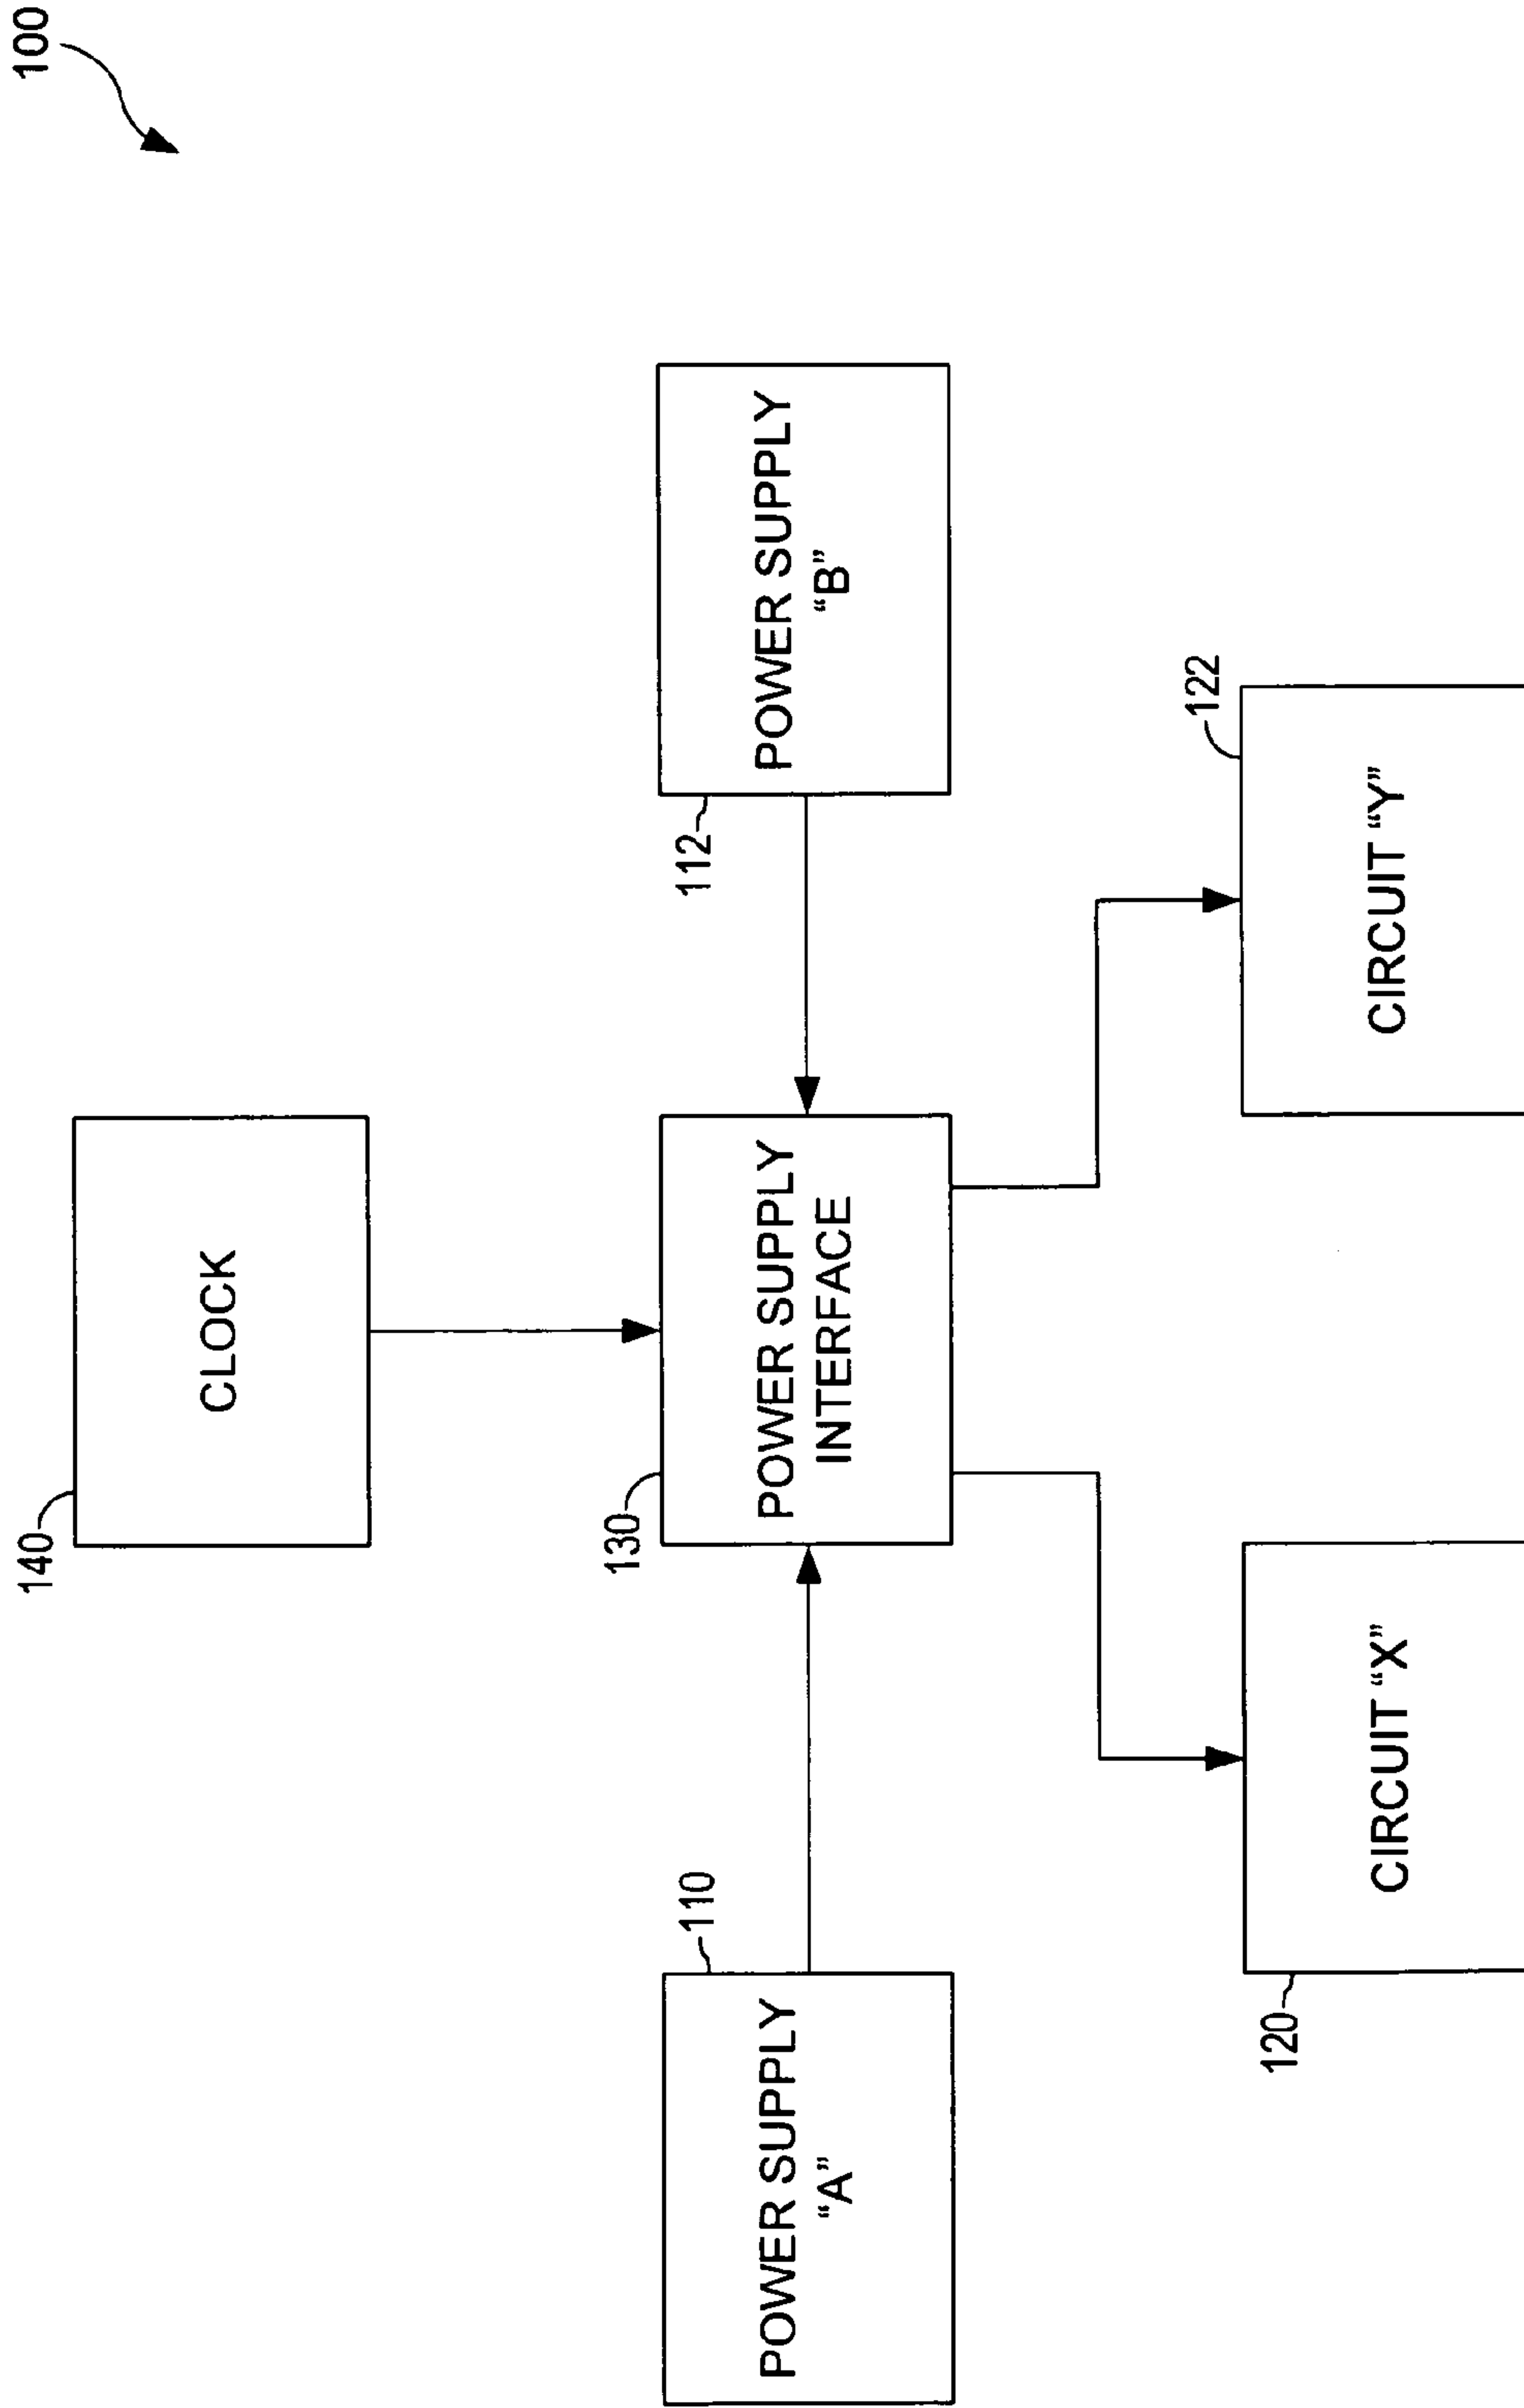 100
140
CLOCK
130
POWER SUPPLY
INTERFACE
110
POWER SUPPLY
“A”
112
POWER SUPPLY
“B”
120
CIRCUIT “X”
122
CIRCUIT “Y”